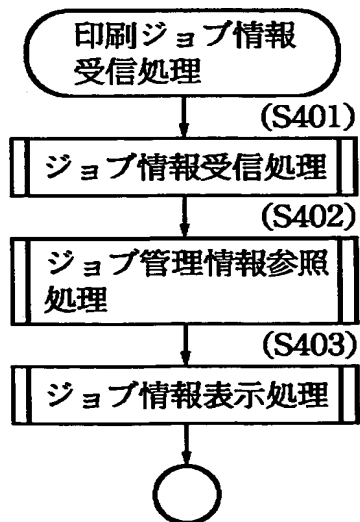 印刷ジョブ情報
受信処理
(S401)
ジョブ情報受信処理
(S402)
ジョブ管理情報参照
処理
(S403)
ジョブ情報表示処理